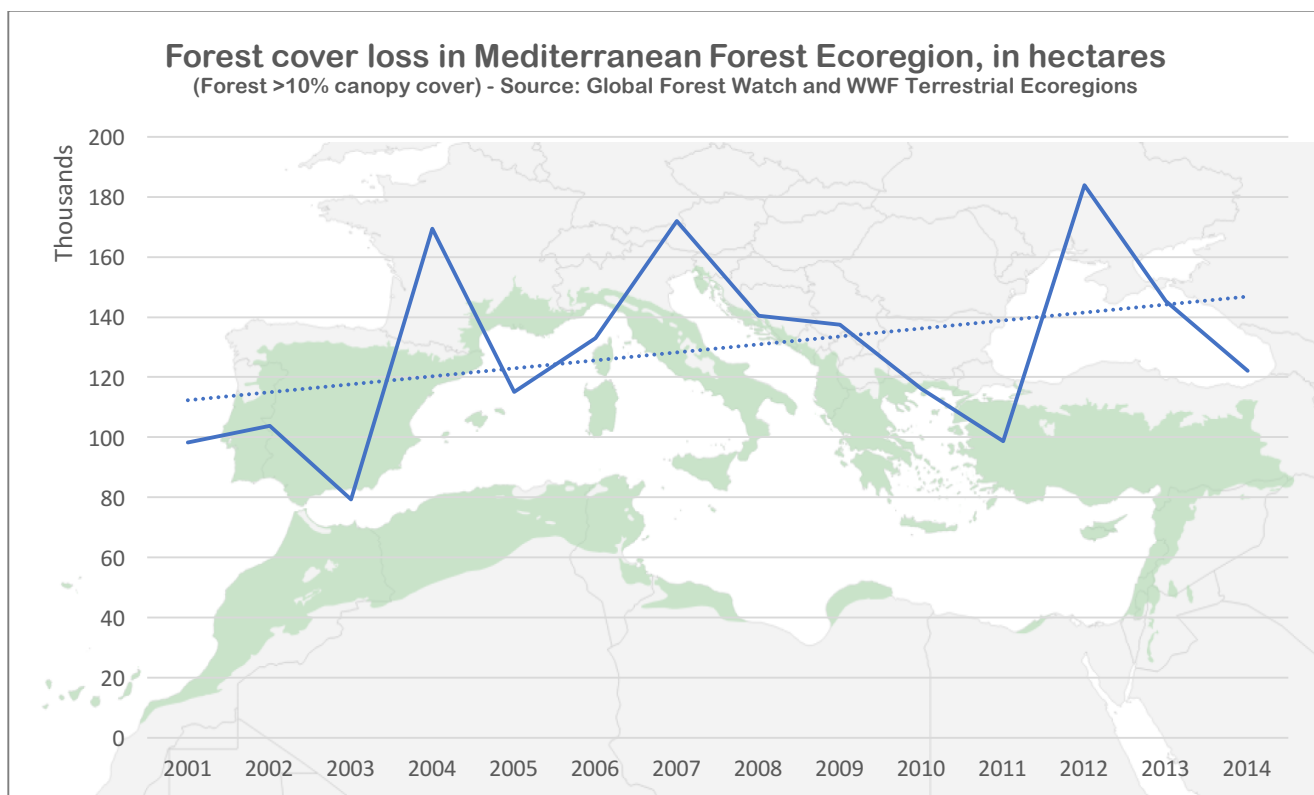 Forest cover loss in Mediterranean Forest Ecoregion, in hectares
(Forest >10% canopy cover) - Source: Global Forest Watch and WWF Terrestrial Ecoregions
Thousands
200
180
160
140
120
100
80
60
40
20
0
2001 2002 2003 2004 2005 2006 2007 2008 2009 2010 2011 2012 2013 2014